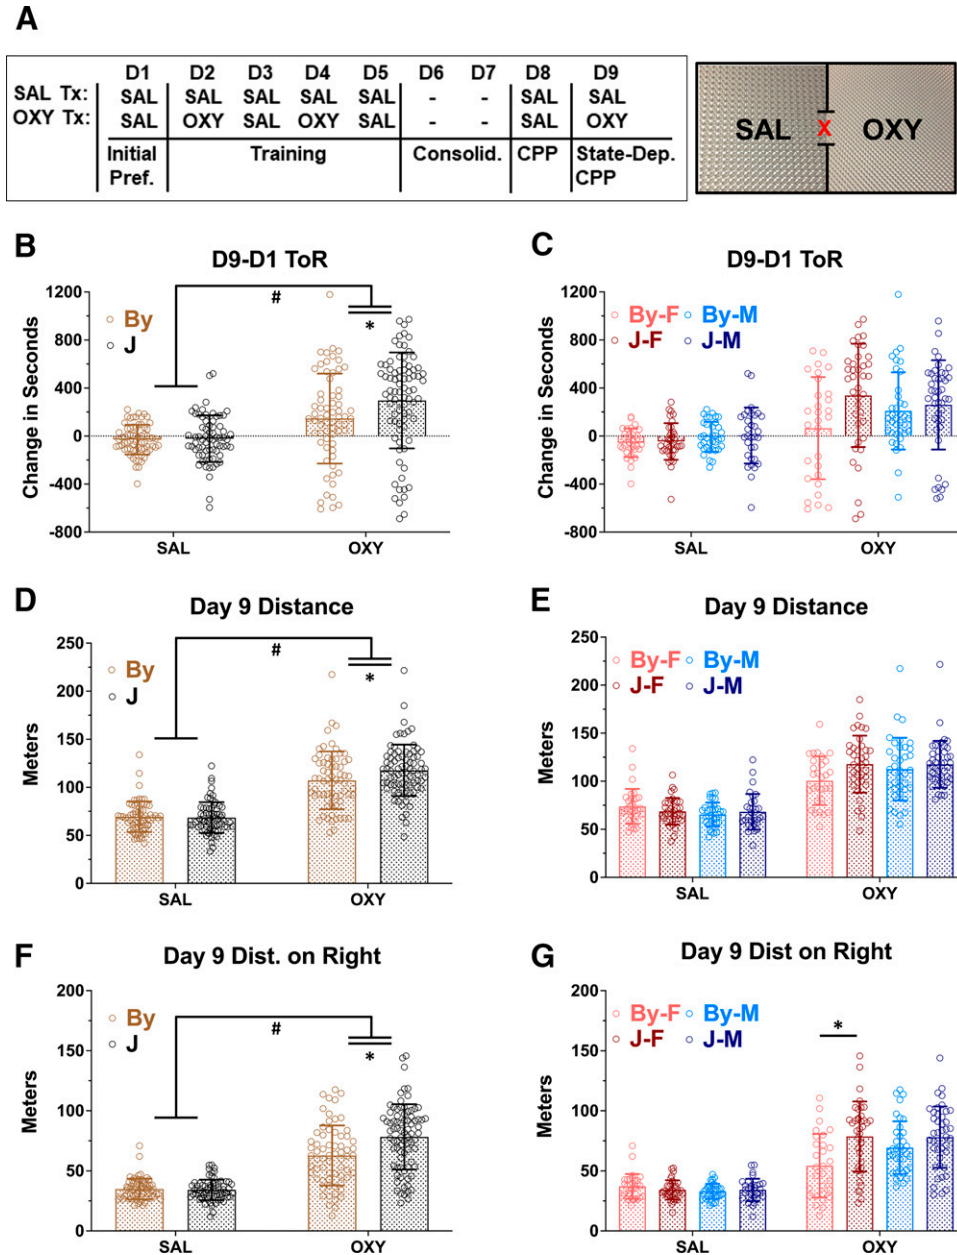 A
D1 D2 D3 D4 D5 D6 D7 D8 D9
SAL Tx: SAL SAL SAL SAL SAL - - SAL SAL
OXY Tx: SAL OXY SAL OXY SAL - - SAL OXY
Initial Training Consolid. CPP State-Dep.
Pref. CPP
SAL X OXY
B
D9-D1 ToR
Change in Seconds
1200
800
400
0
-400
-800
By
J
#
*
SAL OXY
C
D9-D1 ToR
Change in Seconds
1200
800
400
0
-400
-800
By-F By-M
J-F J-M
SAL OXY
D
Day 9 Distance
Meters
250
200
150
100
50
0
By
J
#
*
SAL OXY
E
Day 9 Distance
Meters
250
200
150
100
50
0
By-F By-M
J-F J-M
SAL OXY
F
Day 9 Dist. on Right
Meters
200
150
100
50
0
By
J
#
*
SAL OXY
G
Day 9 Dist on Right
Meters
200
150
100
50
0
By-F By-M
J-F J-M
*
SAL OXY